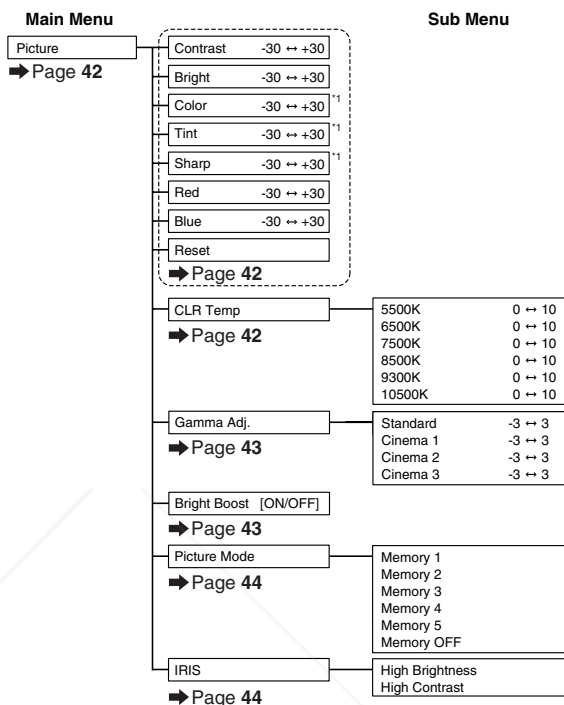 Main Menu
Sub Menu
Picture
➡ Page 42
Contrast -30 ↔ +30
Bright -30 ↔ +30
Color -30 ↔ +30 *1
Tint -30 ↔ +30 *1
Sharp -30 ↔ +30 *1
Red -30 ↔ +30
Blue -30 ↔ +30
Reset
➡ Page 42
CLR Temp
➡ Page 42
5500K 0 ↔ 10
6500K 0 ↔ 10
7500K 0 ↔ 10
8500K 0 ↔ 10
9300K 0 ↔ 10
10500K 0 ↔ 10
Gamma Adj.
➡ Page 43
Standard -3 ↔ 3
Cinema 1 -3 ↔ 3
Cinema 2 -3 ↔ 3
Cinema 3 -3 ↔ 3
Bright Boost [ON/OFF]
➡ Page 43
Picture Mode
➡ Page 44
Memory 1
Memory 2
Memory 3
Memory 4
Memory 5
Memory OFF
IRIS
➡ Page 44
High Brightness
High Contrast